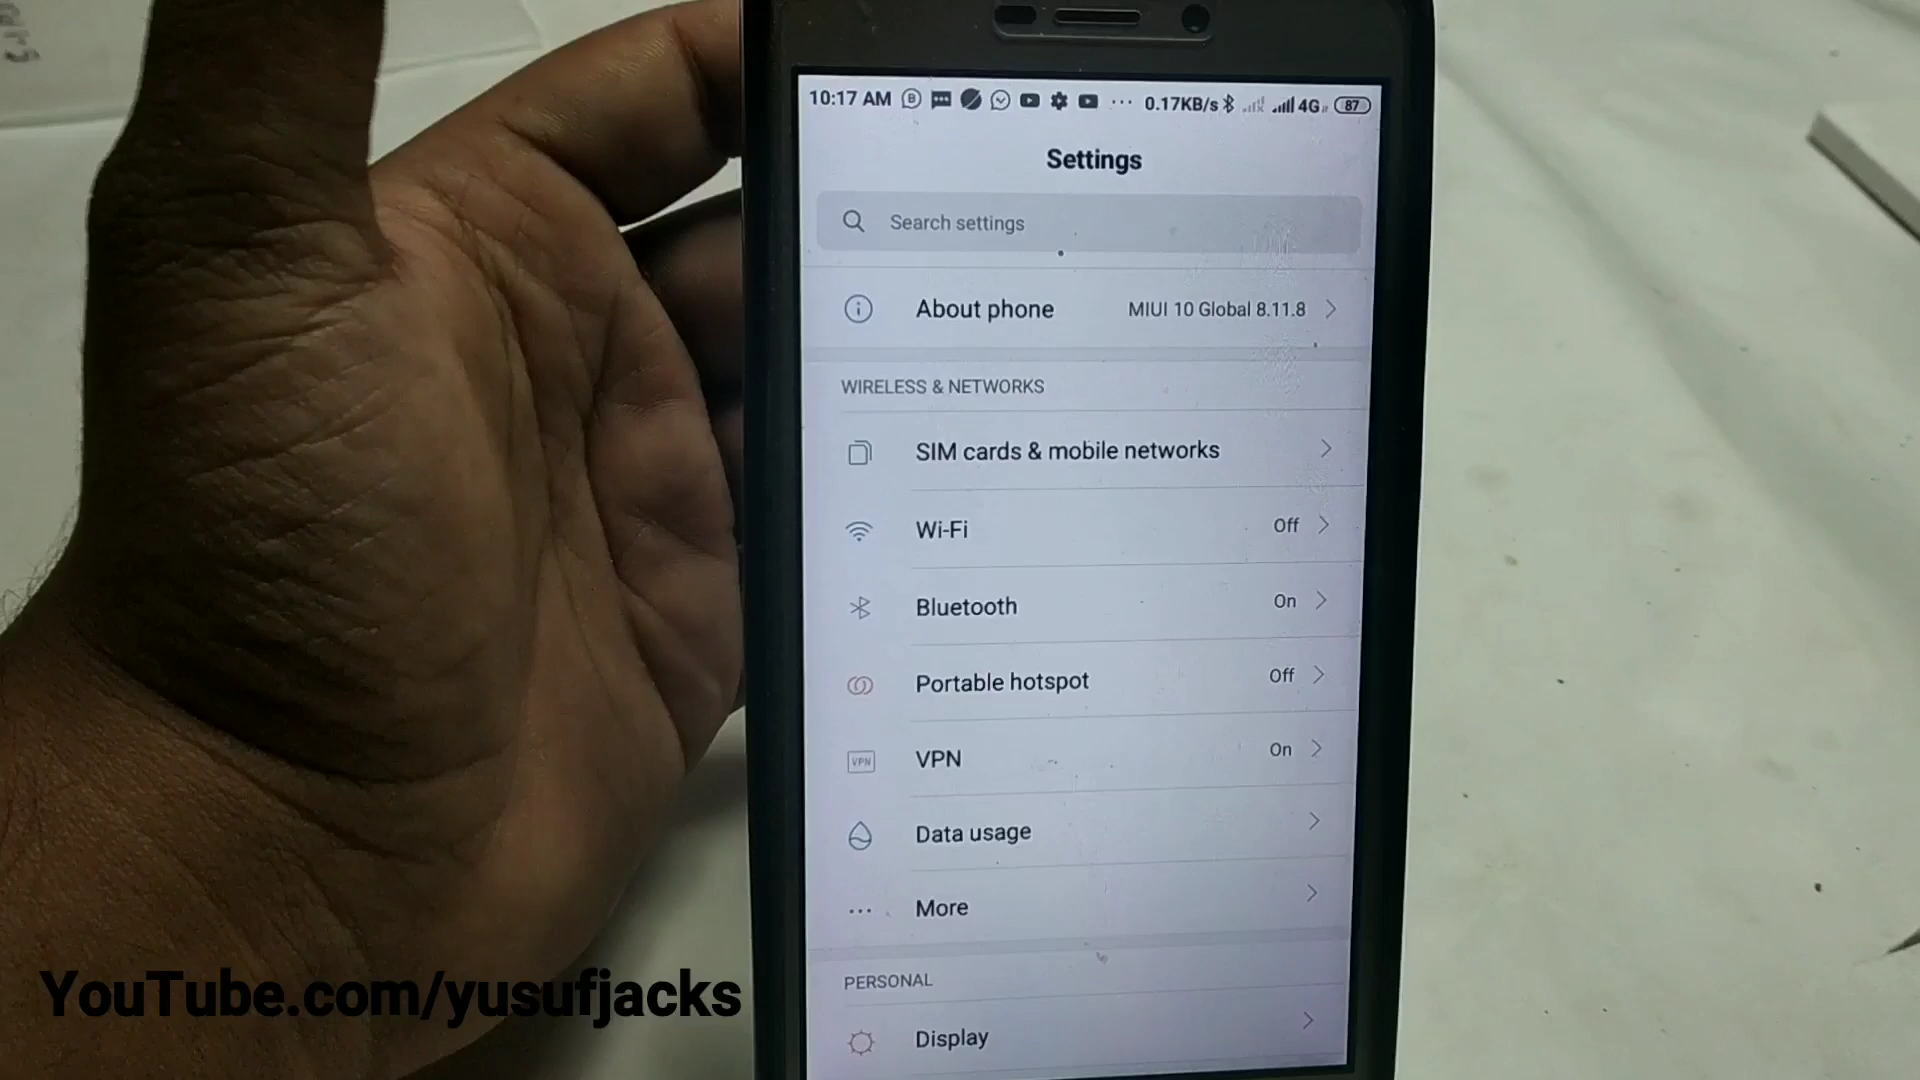 10:17 AM ... 0.17KB/s 4G 87
Settings
Search settings
About phone MIUI 10 Global 8.11.8
WIRELESS & NETWORKS
SIM cards & mobile networks
Wi-Fi Off
Bluetooth On
Portable hotspot Off
VPN VPN On
Data usage
More
PERSONAL
Display
YouTube.com/yusufjacks